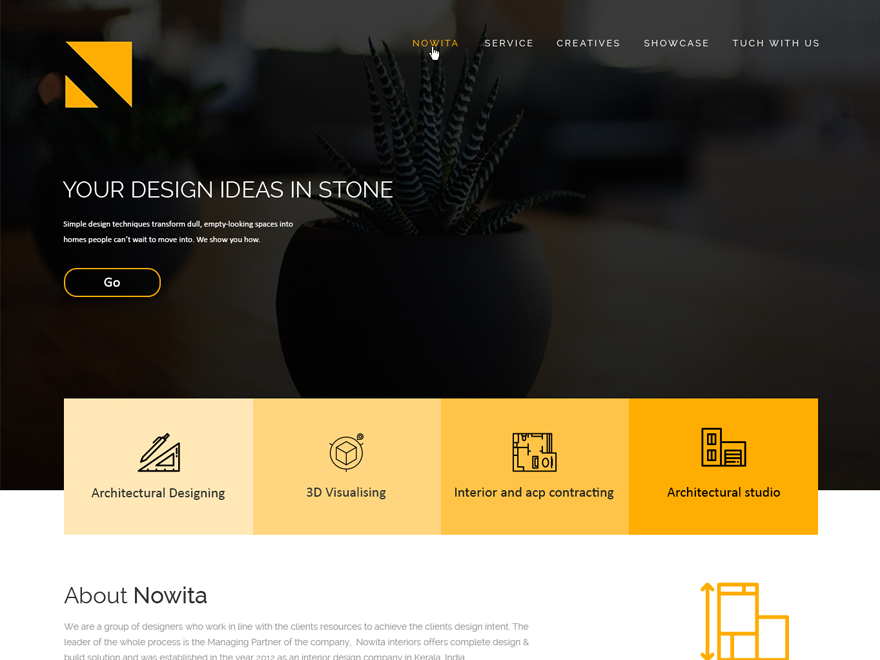 NOWITA SERVICE CREATIVES SHOWCASE TUCH WITH US
YOUR DESIGN IDEAS IN STONE
Simple design techniques transform dull, empty-looking spaces into
homes people can't wait to move into. We show you how.
Go
Architectural Designing
3D Visualising
Interior and acp contracting
Architectural studio
About Nowita
We are a group of designers who work in line with the clients resources to achieve the clients design intent. The
leader of the whole process is the Managing Partner of the company, Nowita interiors offers complete design &
build solution and was established in the year 2012 as an interior design company in Kerala, India.